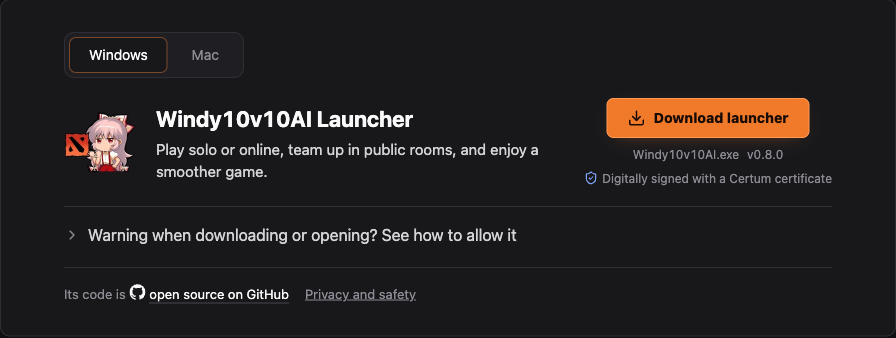 Windows
Mac
Windy10v10AI Launcher
Play solo or online, team up in public rooms, and enjoy a
smoother game.
Download launcher
Windy10v10AI.exe v0.8.0
Digitally signed with a Certum certificate
Warning when downloading or opening? See how to allow it
Its code is open source on GitHub Privacy and safety